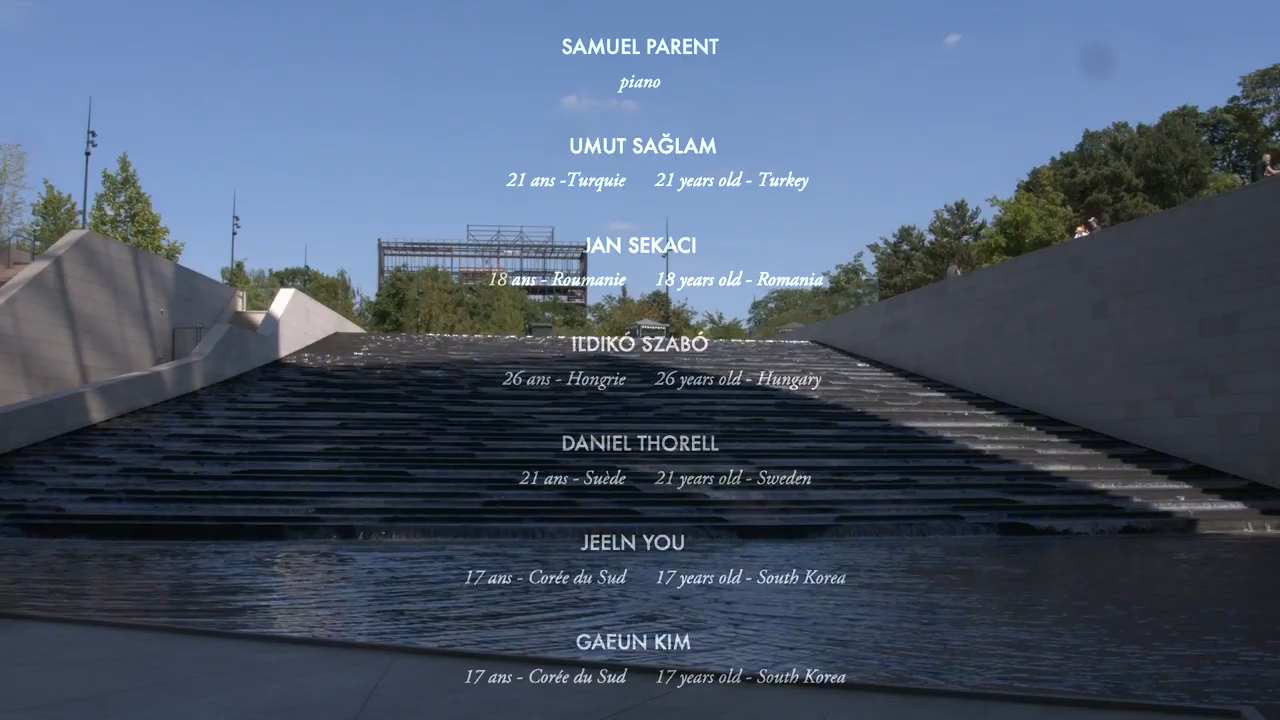 SAMUEL PARENT
piano
UMUT SAĞLAM
21 ans -Turquie 21 years old - Turkey
JAN SEKACI
18 ans - Roumanie 18 years old - Romania
ILDIKÓ SZABÓ
26 ans - Hongrie 26 years old - Hungary
DANIEL THORELL
21 ans - Suède 21 years old - Sweden
JEELN YOU
17 ans - Corée du Sud 17 years old - South Korea
GAEUN KIM
17 ans - Corée du Sud 17 years old - South Korea